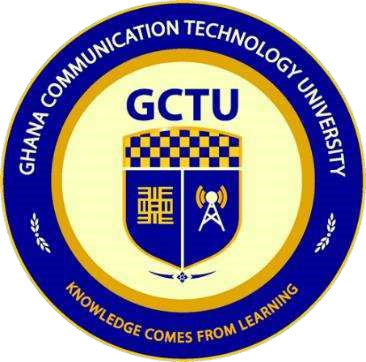 GHANA COMMUNICATION TECHNOLOGY UNIVERSITY
GCTU
KNOWLEDGE COMES FROM LEARNING